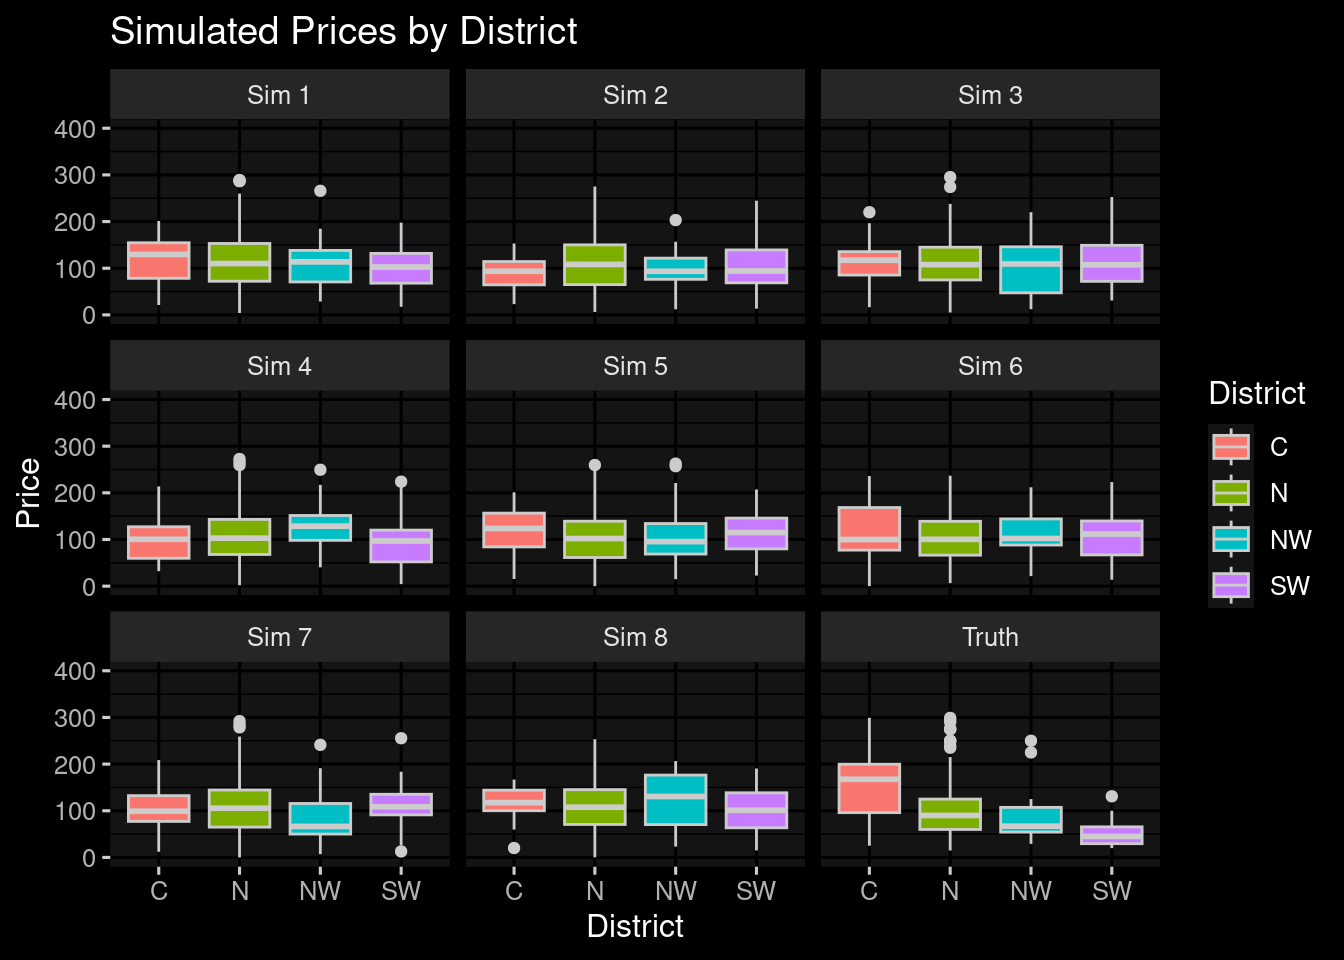 Simulated Prices by District
Sim 1 Sim 2 Sim 3
400
300
200
100
0
Sim 4 Sim 5 Sim 6
400
300
200
100
0
Sim 7 Sim 8 Truth
400
300
200
100
0
C N NW SW C N NW SW C N NW SW
District
Price
District
C
N
NW
SW